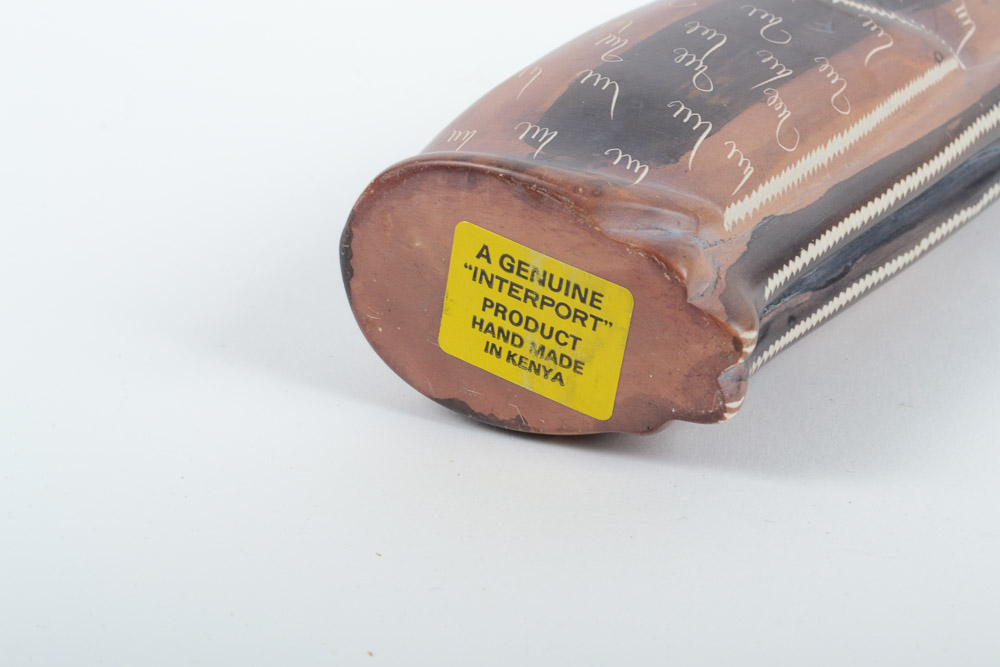 A GENUINE
“INTERPORT”
PRODUCT
HAND MADE
IN KENYA